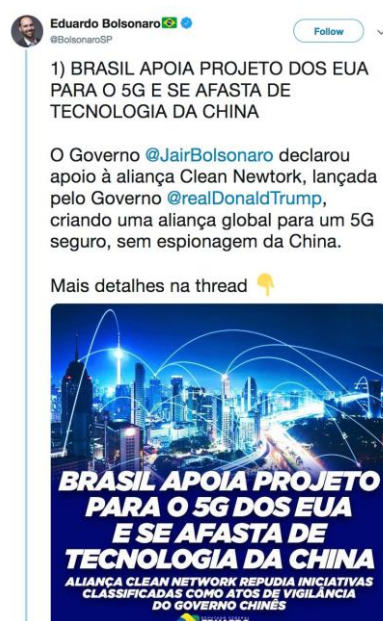 Eduardo Bolsonaro
@BolsonaroSP
Follow
1) BRASIL APOIA PROJETO DOS EUA
PARA O 5G E SE AFASTA DE
TECNOLOGIA DA CHINA
O Governo @JairBolsonaro declarou
apoio à aliança Clean Newtork, lançada
pelo Governo @realDonaldTrump,
criando uma aliança global para um 5G
seguro, sem espionagem da China.
Mais detalhes na thread
BRASIL APOIA PROJETO
PARA O 5G DOS EUA
E SE AFASTA DE
TECNOLOGIA DA CHINA
ALIANÇA CLEAN NETWORK REPUDIA INICIATIVAS
CLASSIFICADAS COMO ATOS DE VIGILÂNCIA
DO GOVERNO CHINÊS